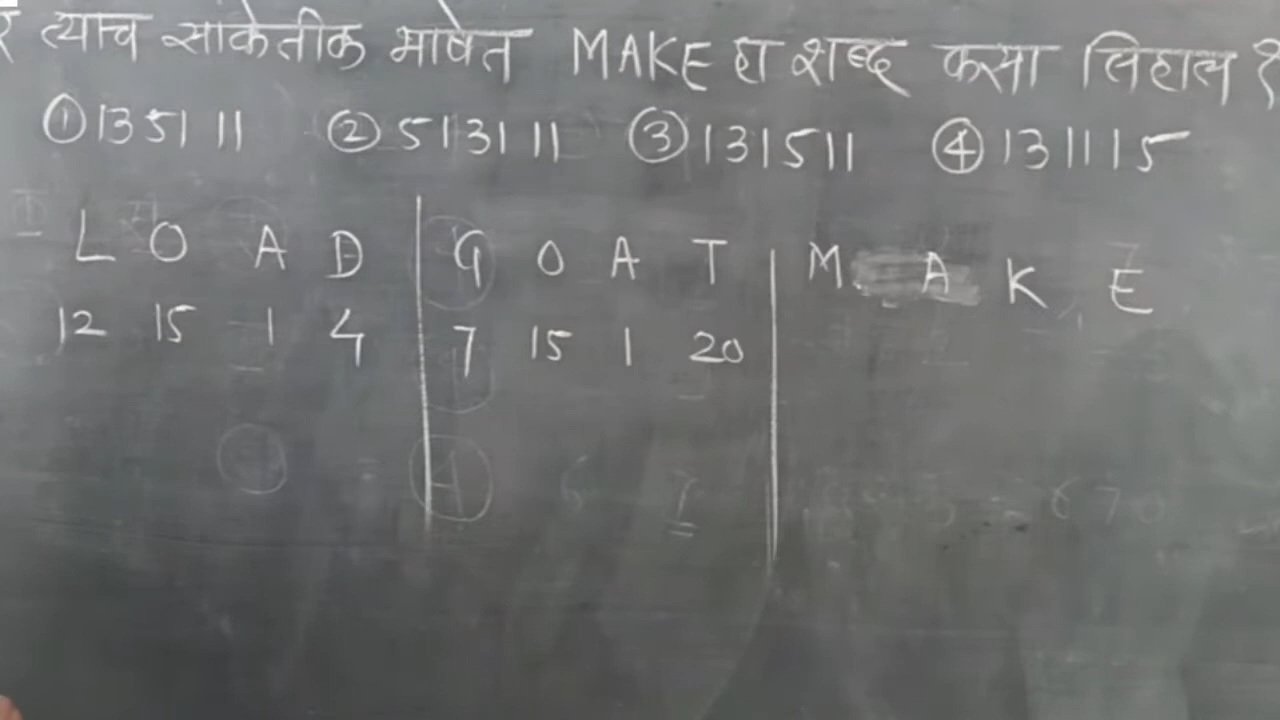 र त्याच सांकेतीक भाषेत MAKE हा शब्द कसा लिहाल ?
① 135111 ② 513111 ③ 131511 ④ 131115
L O A D G O A T M A K E
12 15 1 4 7 15 1 20